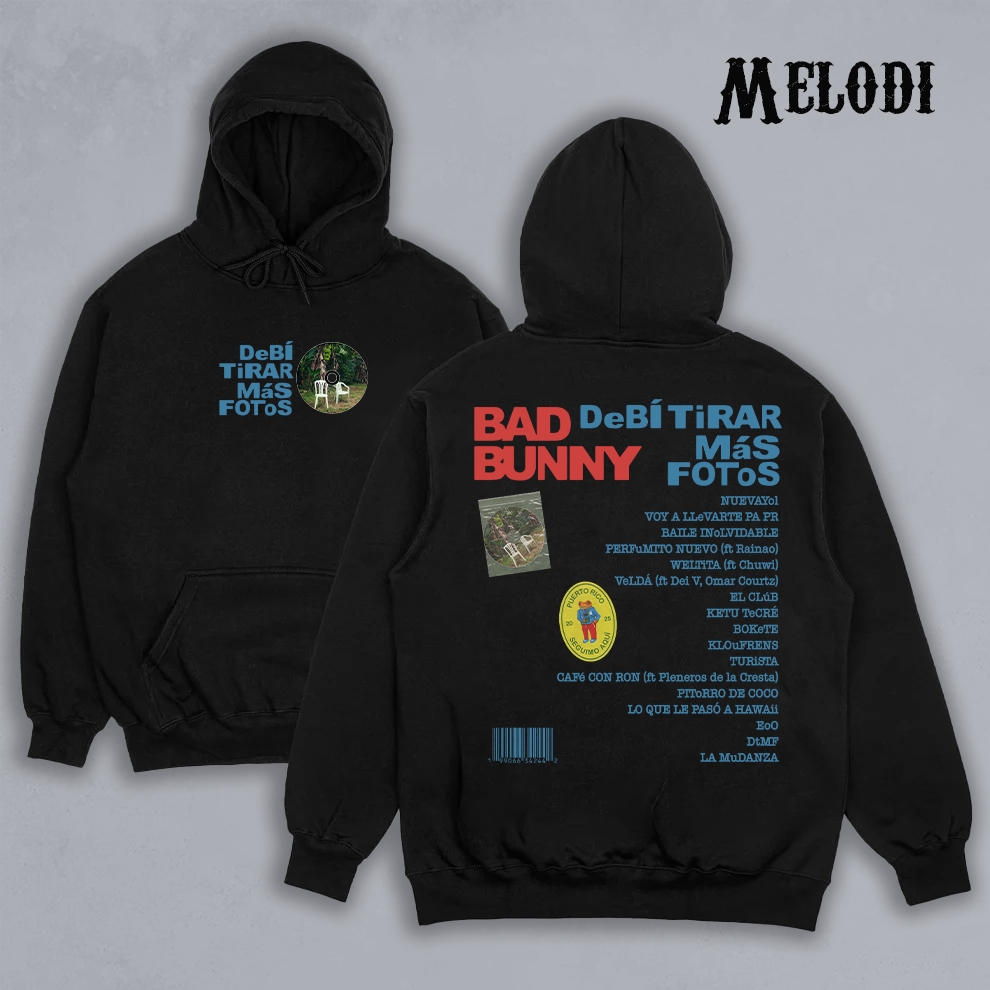 MELODI
DeBÍ
TiRAR
MáS
FOToS
BAD
BUNNY
DeBÍ TiRAR
MáS
FOToS
NUEVAYol
VOY A LLeVARTE PA PR
BAILE INoLVIDABLE
PERFuMITO NUEVO (ft Rainao)
WELTiTA (ft Chuwi)
VeLDÁ (ft Dei V, Omar Courtz)
EL CLúB
KETU TeCRÉ
BOKeTE
KLOuFRENS
TURiSTA
CAFé CON RON (ft Pleneros de la Cresta)
PIToRRO DE COCO
LO QUE LE PASÓ A HAWAii
EoO
DtMF
LA MuDANZA
PUERTO RICO
20 25
SEGUIMO AQUÍ